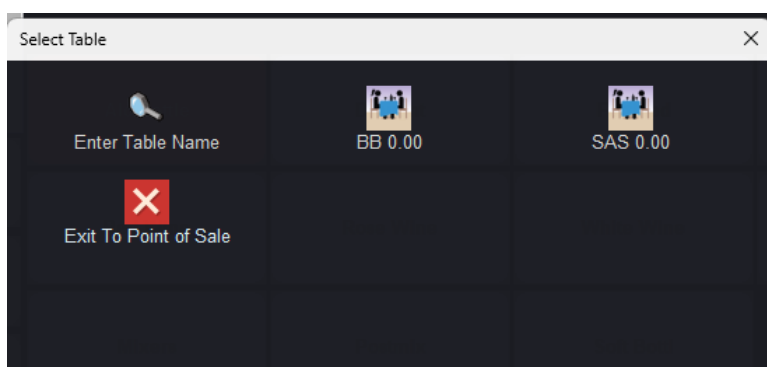 Select Table
Enter Table Name
BB 0.00
SAS 0.00
Exit To Point of Sale